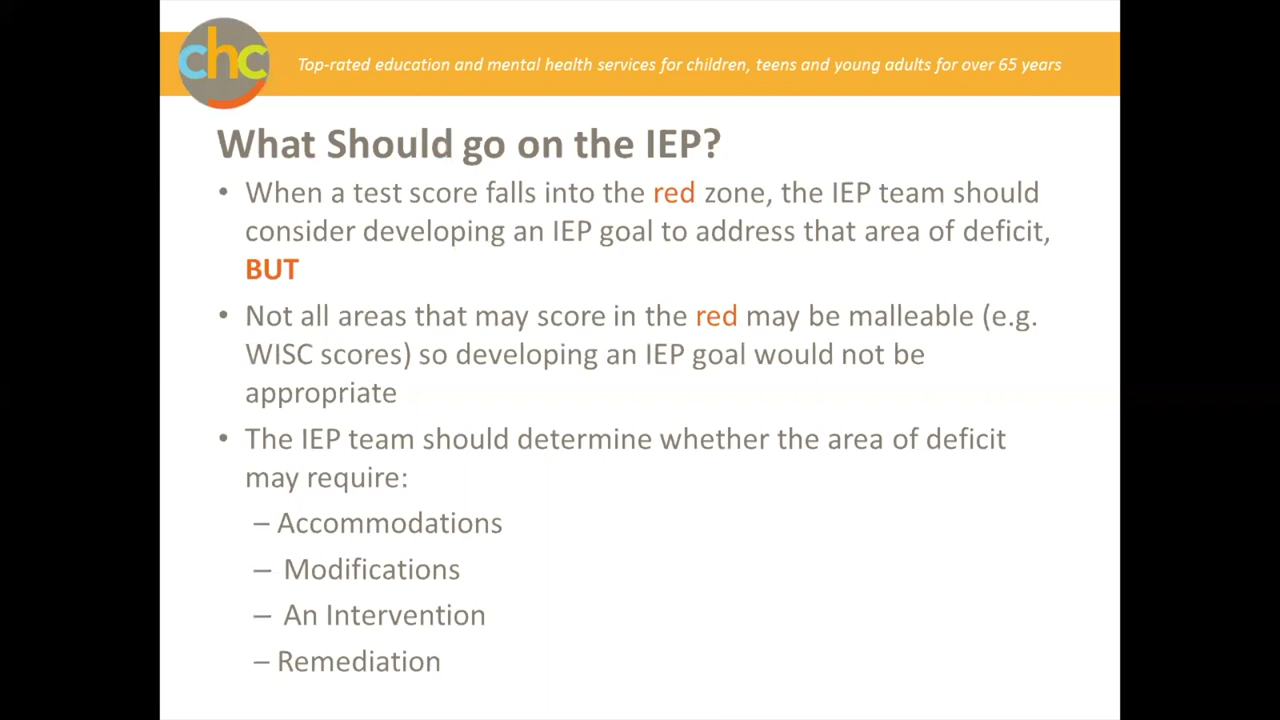 chc
Top-rated education and mental health services for children, teens and young adults for over 65 years
What Should go on the IEP?
• When a test score falls into the red zone, the IEP team should
consider developing an IEP goal to address that area of deficit,
BUT
• Not all areas that may score in the red may be malleable (e.g.
WISC scores) so developing an IEP goal would not be
appropriate
• The IEP team should determine whether the area of deficit
may require:
– Accommodations
– Modifications
– An Intervention
– Remediation